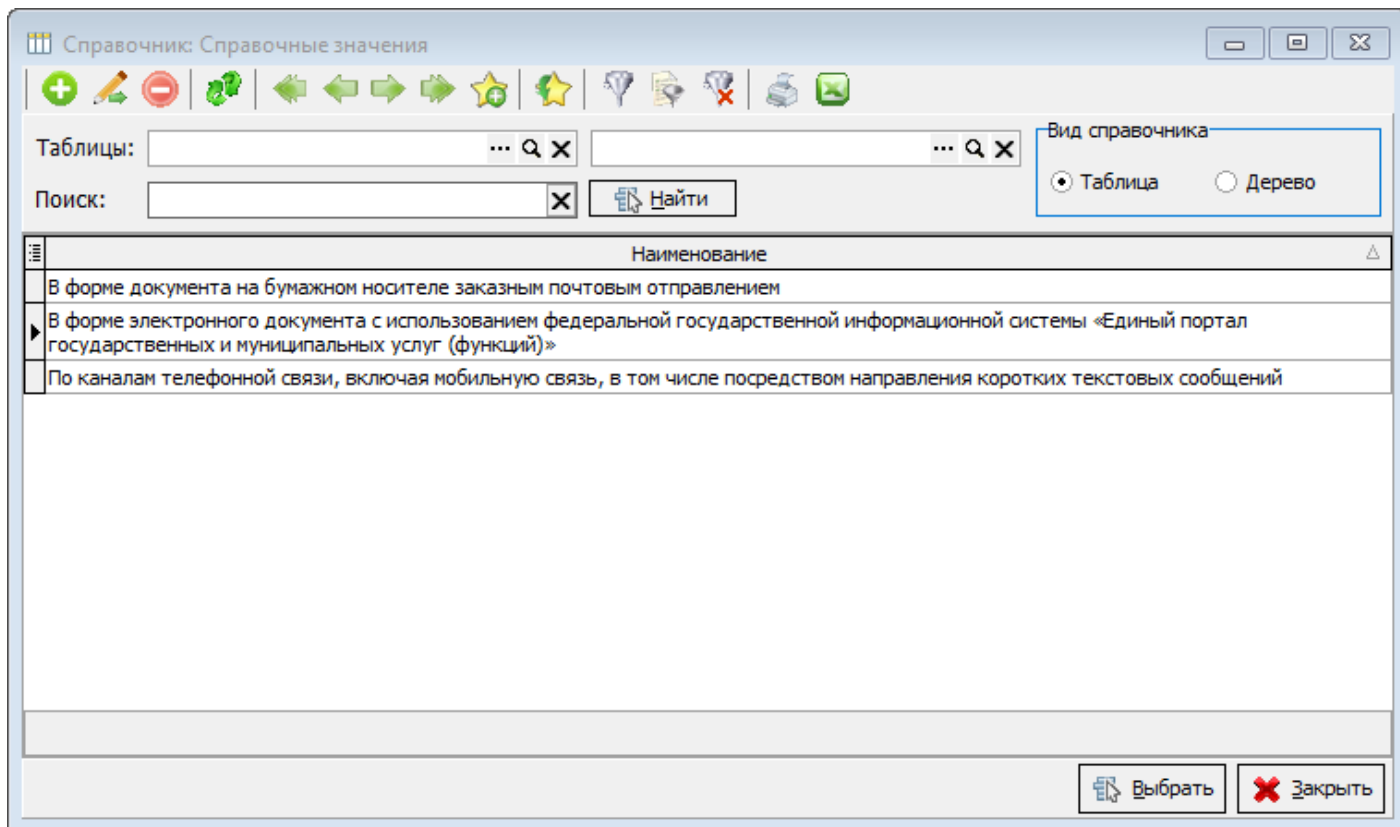 Справочник: Справочные значения
Таблицы:
Вид справочника
Таблица Дерево
Поиск: Найти
Наименование
В форме документа на бумажном носителе заказным почтовым отправлением
В форме электронного документа с использованием федеральной государственной информационной системы «Единый портал
государственных и муниципальных услуг (функций)»
По каналам телефонной связи, включая мобильную связь, в том числе посредством направления коротких текстовых сообщений
Выбрать Закрыть